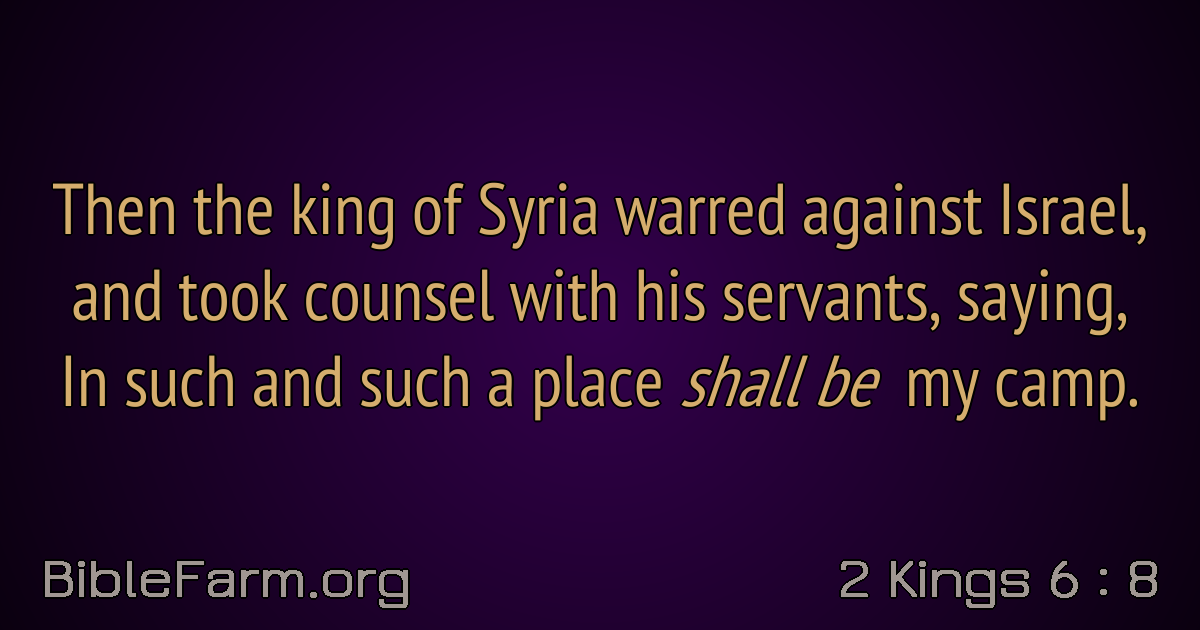 Then the king of Syria warred against Israel,
and took counsel with his servants, saying,
In such and such a place shall be my camp.
BibleFarm.org
2 Kings 6 : 8